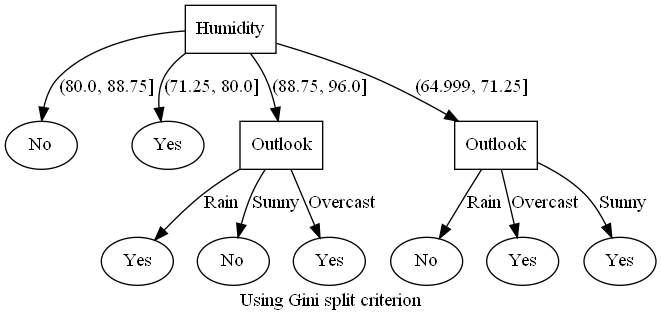 Humidity
(80.0, 88.75]
(71.25, 80.0]
(88.75, 96.0]
(64.999, 71.25]
No
Yes
Outlook
Outlook
Rain
Sunny
Overcast
Rain
Overcast
Sunny
Yes
No
Yes
No
Yes
Yes
Using Gini split criterion